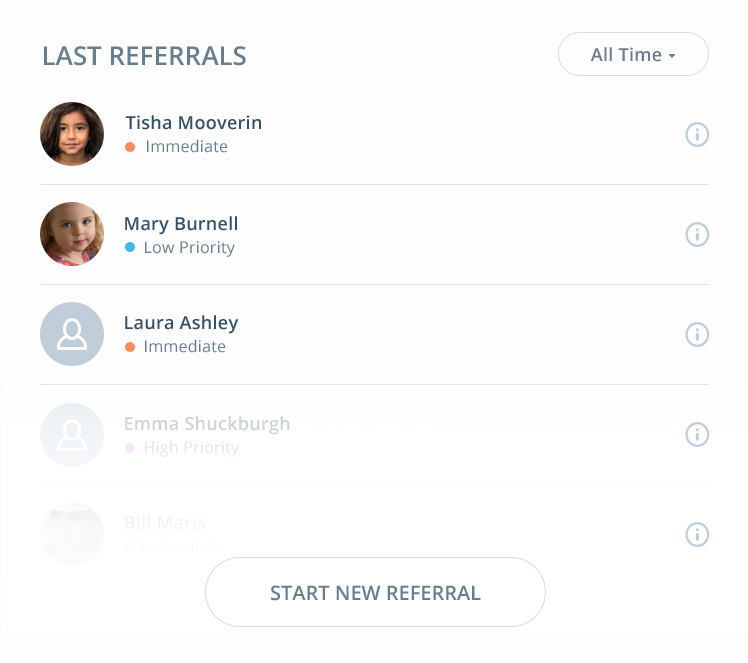 LAST REFERRALS
All Time
Tisha Mooverin
Immediate
Mary Burnell
Low Priority
Laura Ashley
Immediate
Emma Shuckburgh
High Priority
Bill Maris
Immediate
START NEW REFERRAL